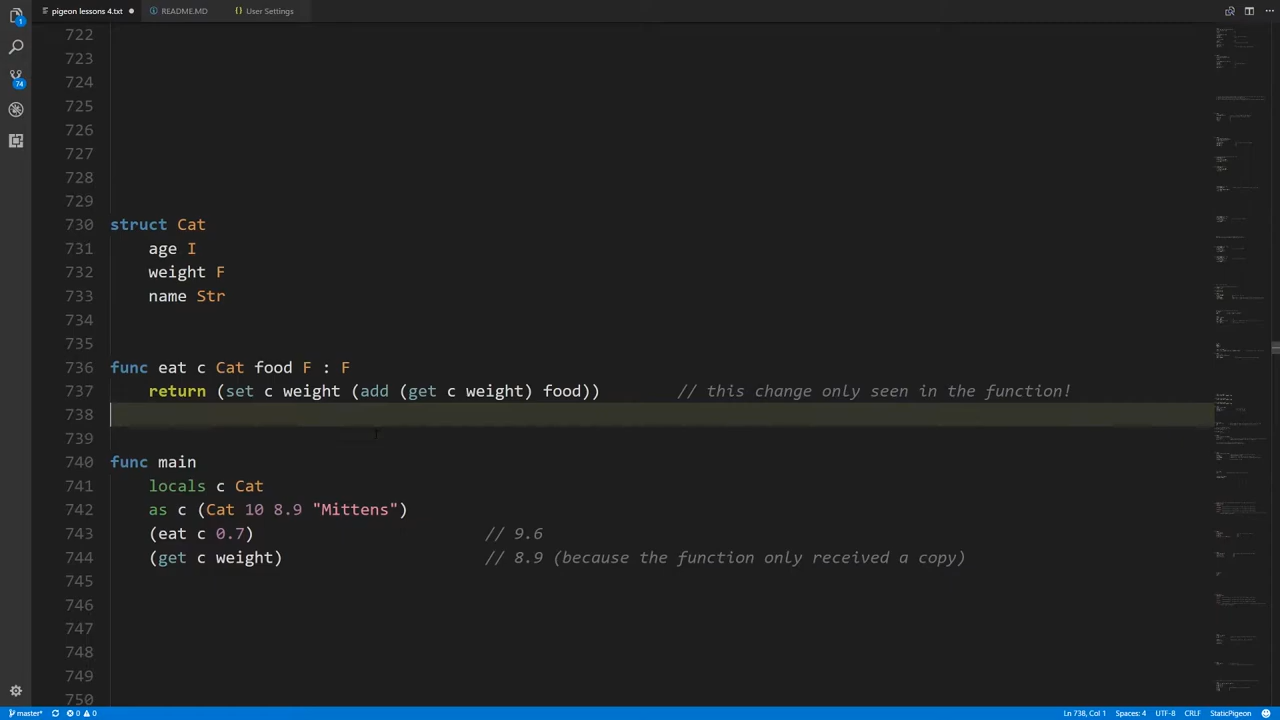 pigeon lessons 4.txt README.MD User Settings
722
723
724
725
726
727
728
729
730 struct Cat
731 age I
732 weight F
733 name Str
734
735
736 func eat c Cat food F : F
737 return (set c weight (add (get c weight) food)) // this change only seen in the function!
738
739
740 func main
741 locals c Cat
742 as c (Cat 10 8.9 "Mittens")
743 (eat c 0.7) // 9.6
744 (get c weight) // 8.9 (because the function only received a copy)
745
746
747
748
749
750
1
74
master* 0 0 Ln 738, Col 1 Spaces: 4 UTF-8 CRLF StaticPigeon